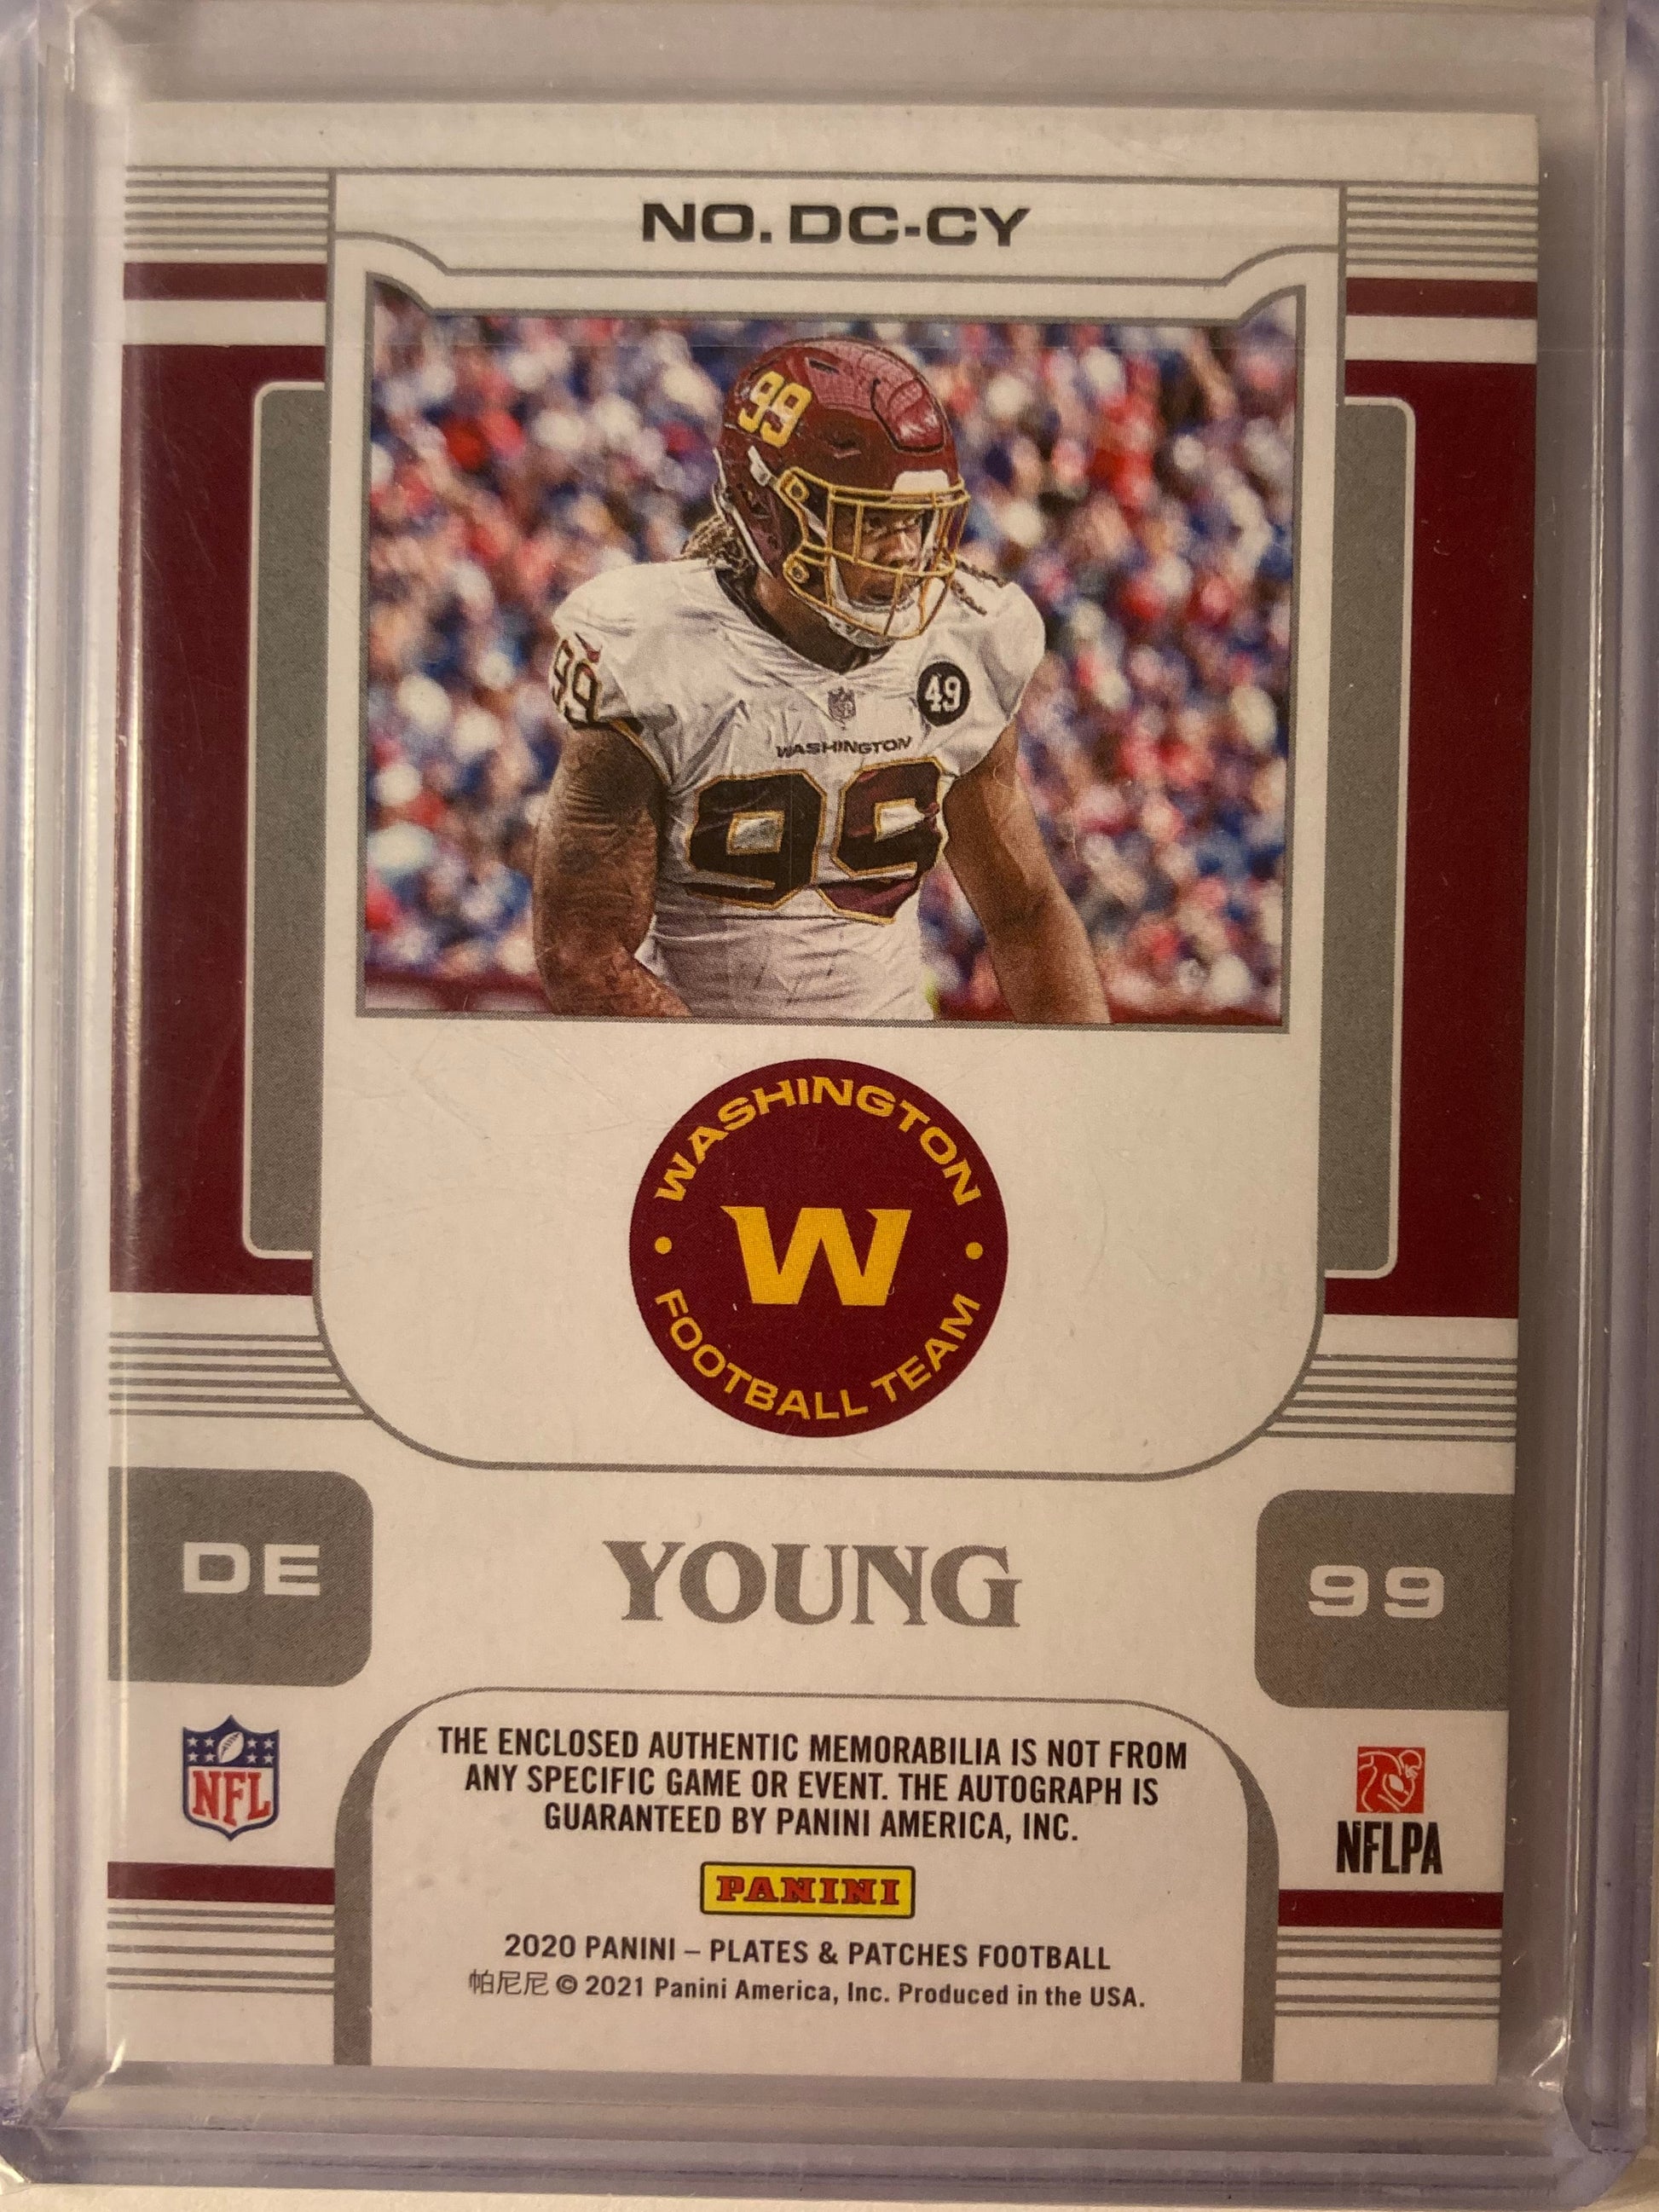 NO. DC-CY
99
99
49
WASHINGTON
99
WASHINGTON
W
FOOTBALL TEAM
DE
YOUNG
99
NFL
THE ENCLOSED AUTHENTIC MEMORABILIA IS NOT FROM
ANY SPECIFIC GAME OR EVENT. THE AUTOGRAPH IS
GUARANTEED BY PANINI AMERICA, INC.
NFLPA
PANINI
2020 PANINI – PLATES & PATCHES FOOTBALL
帕尼尼 © 2021 Panini America, Inc. Produced in the USA.